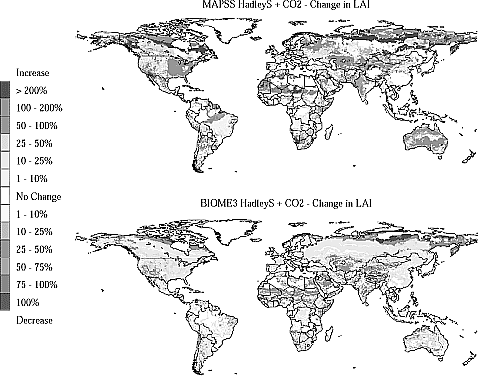 MAPSS HadleyS + CO2 - Change in LAI
Increase
> 200%
100 - 200%
50 - 100%
25 - 50%
10 - 25%
1 - 10%
No Change
1 - 10%
10 - 25%
25 - 50%
50 - 75%
75 - 100%
100%
Decrease
BIOME3 HadleyS + CO2 - Change in LAI